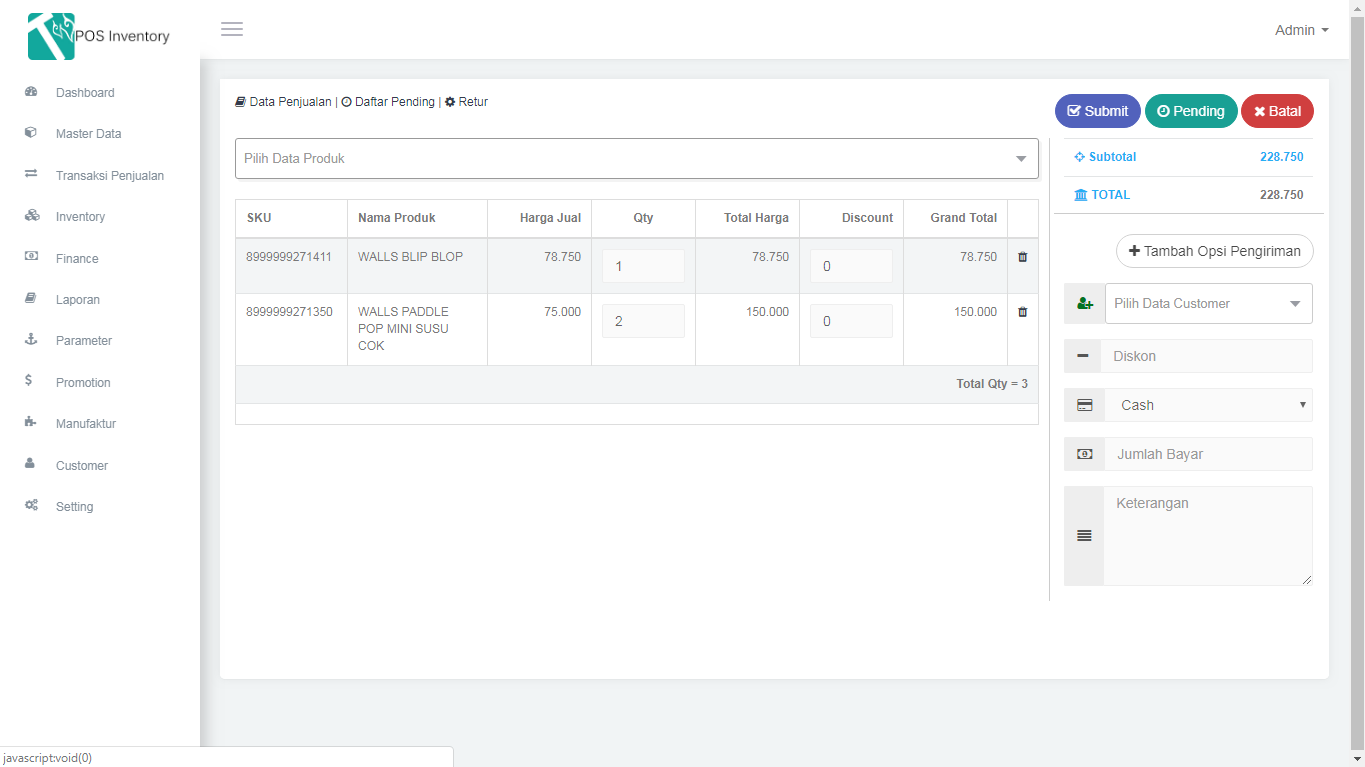 POS Inventory
Admin
Dashboard
Master Data
Transaksi Penjualan
Inventory
Finance
Laporan
Parameter
Promotion
Manufaktur
Customer
Setting
Data Penjualan | Daftar Pending | Retur
Submit Pending Batal
Pilih Data Produk
SKU Nama Produk Harga Jual Qty Total Harga Discount Grand Total
8999999271411 WALLS BLIP BLOP 78.750 1 78.750 0 78.750
8999999271350 WALLS PADDLE POP MINI SUSU COK 75.000 2 150.000 0 150.000
Total Qty = 3
Subtotal 228.750
TOTAL 228.750
Tambah Opsi Pengiriman
Pilih Data Customer
Diskon
Cash
Jumlah Bayar
Keterangan
javascript:void(0)